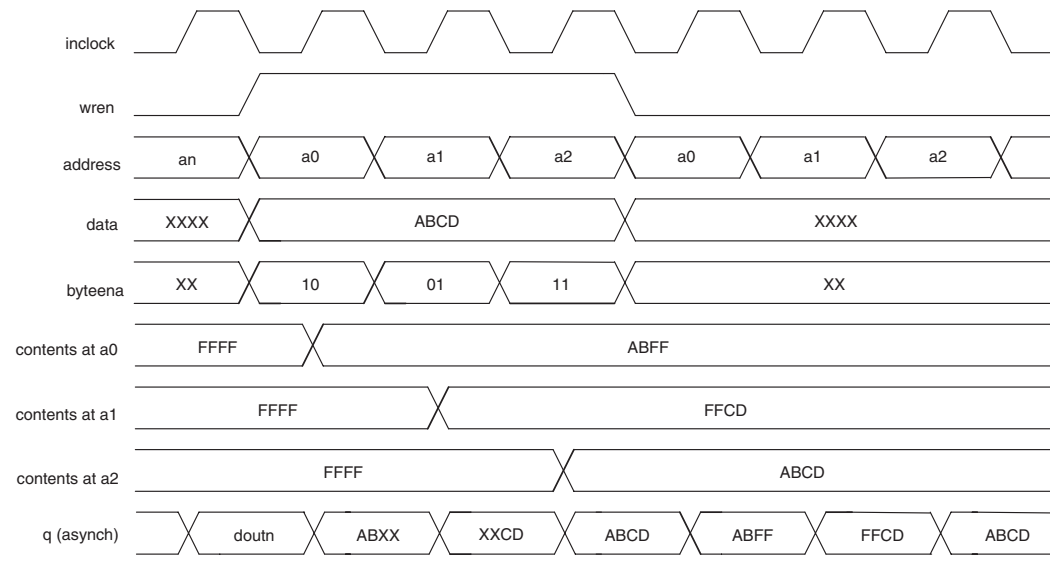 inclock
wren
address an a0 a1 a2 a0 a1 a2
data XXXX ABCD XXXX
byteena XX 10 01 11 XX
contents at a0 FFFF ABFF
contents at a1 FFFF FFCD
contents at a2 FFFF ABCD
q (asynch) doutn ABXX XXCD ABCD ABFF FFCD ABCD